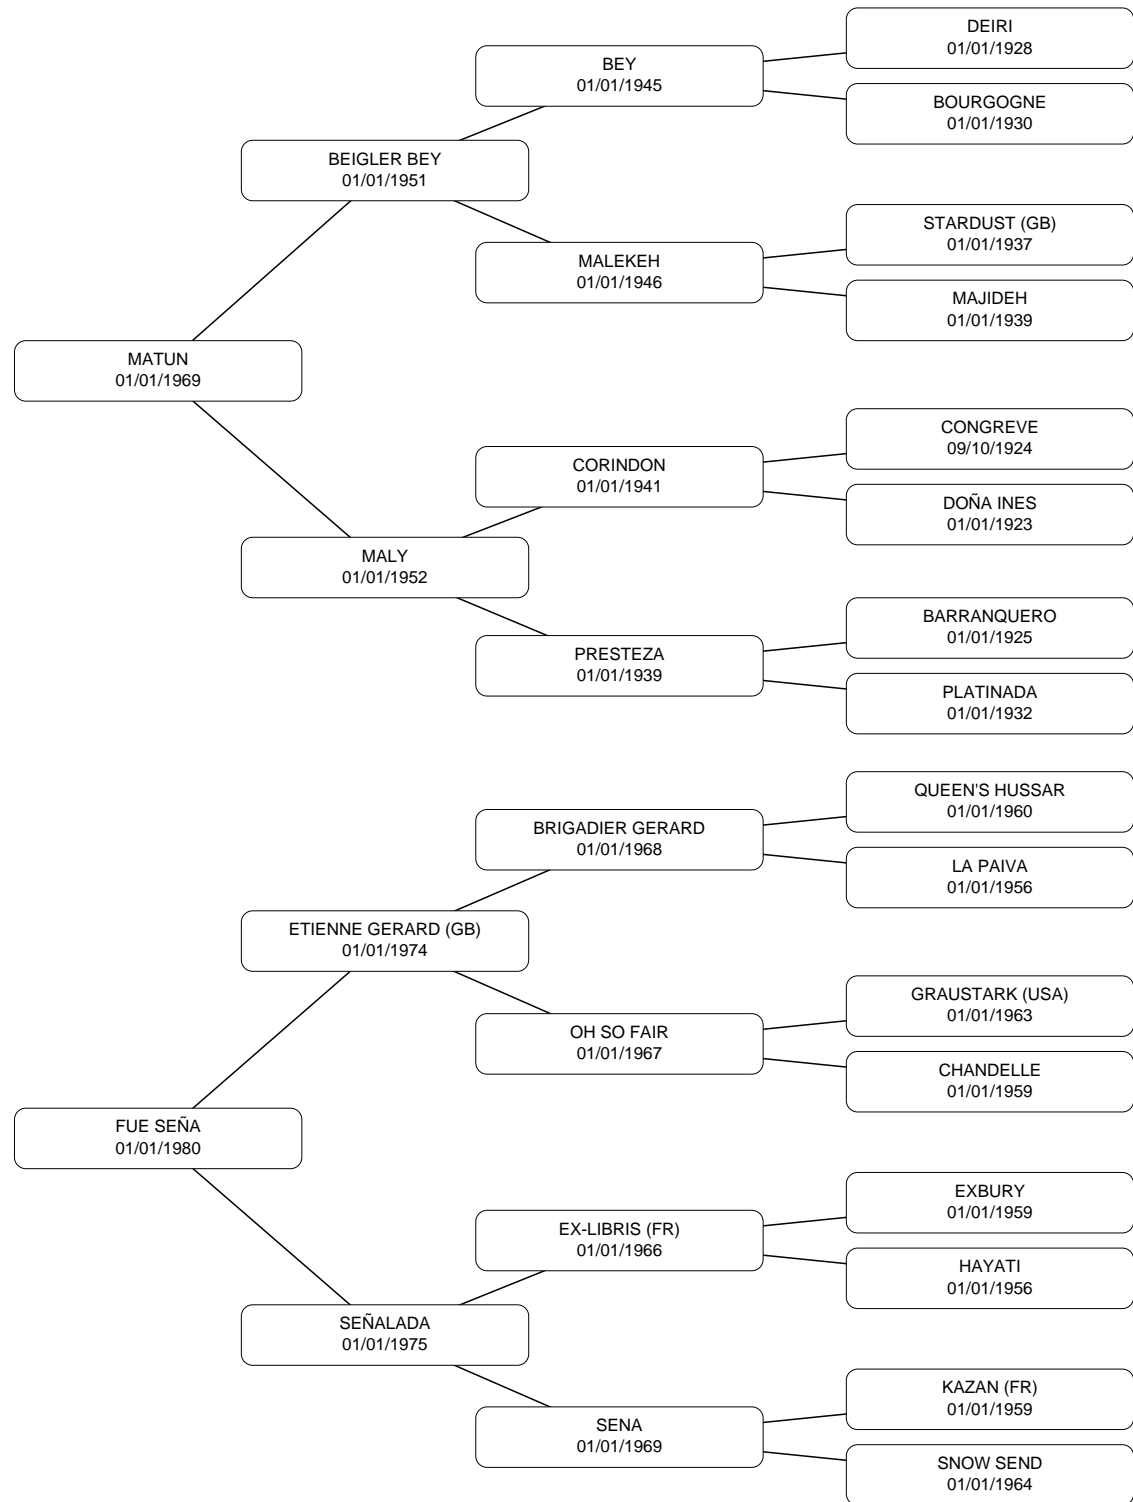 DEIRI
01/01/1928
BEY
01/01/1945
BOURGOGNE
01/01/1930
BEIGLER BEY
01/01/1951
STARDUST (GB)
01/01/1937
MALEKEH
01/01/1946
MAJIDEH
01/01/1939
MATUN
01/01/1969
CONGREVE
09/10/1924
CORINDON
01/01/1941
DOÑA INES
01/01/1923
MALY
01/01/1952
BARRANQUERO
01/01/1925
PRESTEZA
01/01/1939
PLATINADA
01/01/1932
QUEEN'S HUSSAR
01/01/1960
BRIGADIER GERARD
01/01/1968
LA PAIVA
01/01/1956
ETIENNE GERARD (GB)
01/01/1974
GRAUSTARK (USA)
01/01/1963
OH SO FAIR
01/01/1967
CHANDELLE
01/01/1959
FUE SEÑA
01/01/1980
EXBURY
01/01/1959
EX-LIBRIS (FR)
01/01/1966
HAYATI
01/01/1956
SEÑALADA
01/01/1975
KAZAN (FR)
01/01/1959
SENA
01/01/1969
SNOW SEND
01/01/1964